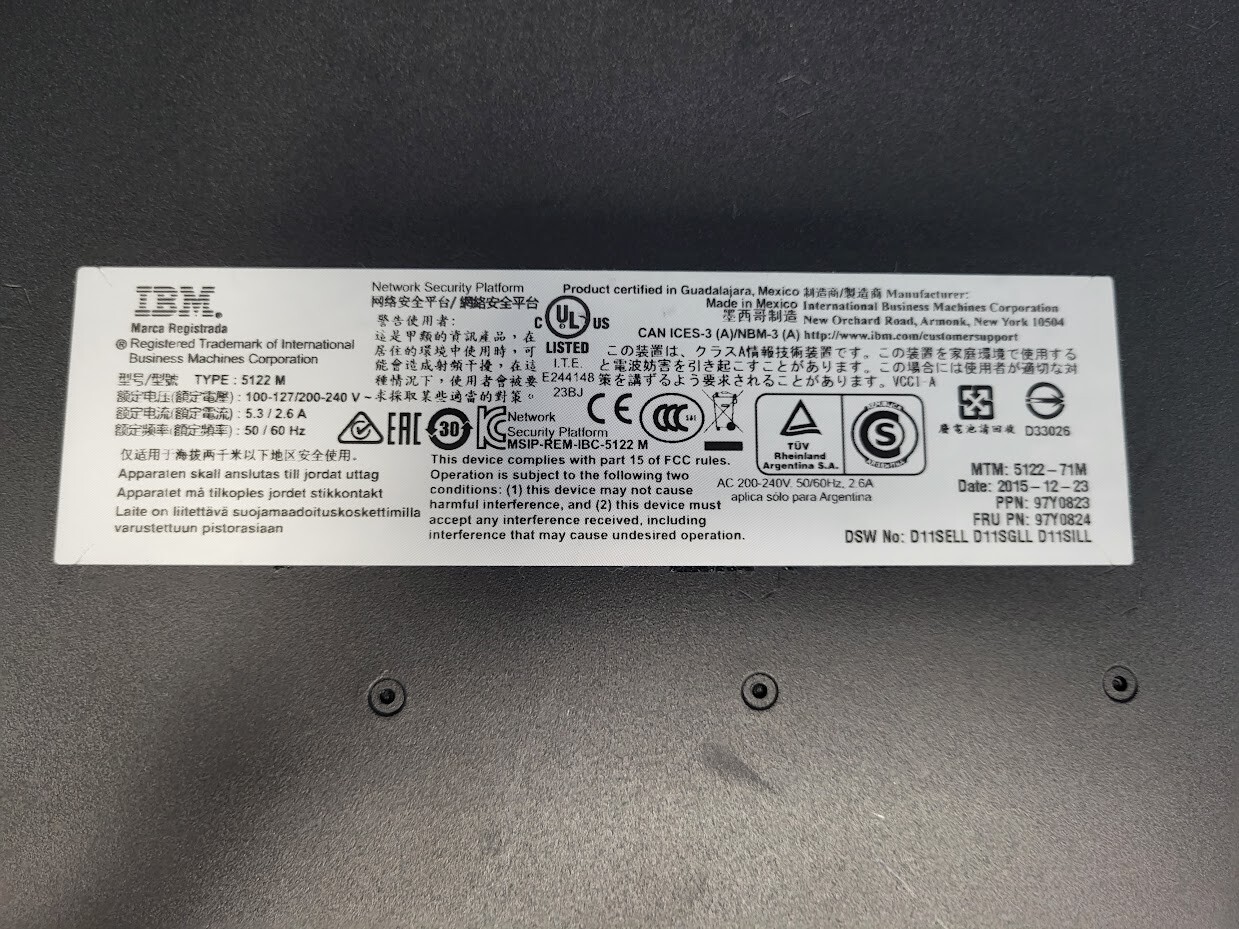 IBM.
Marca Registrada
® Registered Trademark of International
Business Machines Corporation
型号/型號 TYPE : 5122 M
额定电压(額定電壓) : 100-127/200-240 V ~
额定电流(額定電流) : 5.3 / 2.6 A
额定频率(額定頻率) : 50 / 60 Hz
仅适用于海拔两千米以下地区安全使用。
Apparaten skall anslutas till jordat uttag
Apparatet må tilkoples jordet stikkontakt
Laite on liitettävä suojamaadoituskoskettimilla
varustettuun pistorasiaan
Network Security Platform
网络安全平台/ 網絡安全平台
警告使用者:
這是甲類的資訊產品，在
居住的環境中使用時，可
能會造成射頻干擾，在這
種情況下，使用者會被要
求採取某些適當的對策。
C UL US
LISTED
I.T.E.
E244148
23BJ
Product certified in Guadalajara, Mexico
Made in Mexico
墨西哥制造
CAN ICES-3 (A)/NBM-3 (A)
制造商/製造商 Manufacturer:
International Business Machines Corporation
New Orchard Road, Armonk, New York 10504
http://www.ibm.com/customersupport
この装置は、クラスA情報技術装置です。この装置を家庭環境で使用する
と電波妨害を引き起こすことがあります。この場合には使用者が適切な対
策を講ずるよう要求されることがあります。VCCI-A
EAC
30
Network
Security Platform
MSIP-REM-IBC-5122 M
CE
CCC
S&E
This device complies with part 15 of FCC rules.
Operation is subject to the following two
conditions: (1) this device may not cause
harmful interference, and (2) this device must
accept any interference received, including
interference that may cause undesired operation.
TÜV
Rheinland
Argentina S.A.
REPUBLICA
S
ARGENTINA
AC 200-240V, 50/60Hz, 2.6A
aplica sólo para Argentina
廢電池請回收
D33026
MTM: 5122-71M
Date: 2015-12-23
PPN: 97Y0823
FRU PN: 97Y0824
DSW No: D11SELL D11SGLL D11SILL